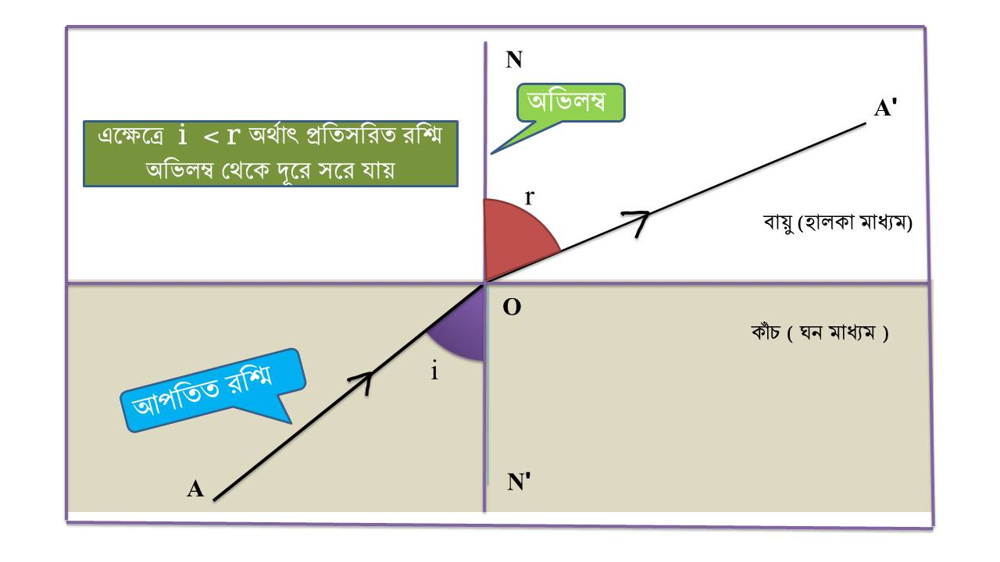 N
অভিলম্ব
A'
এক্ষেত্রে i < r অর্থাৎ প্রতিসরিত রশ্মি
অভিলম্ব থেকে দূরে সরে যায়
r
বায়ু (হালকা মাধ্যম)
O
কাঁচ ( ঘন মাধ্যম )
i
আপতিত রশ্মি
N'
A